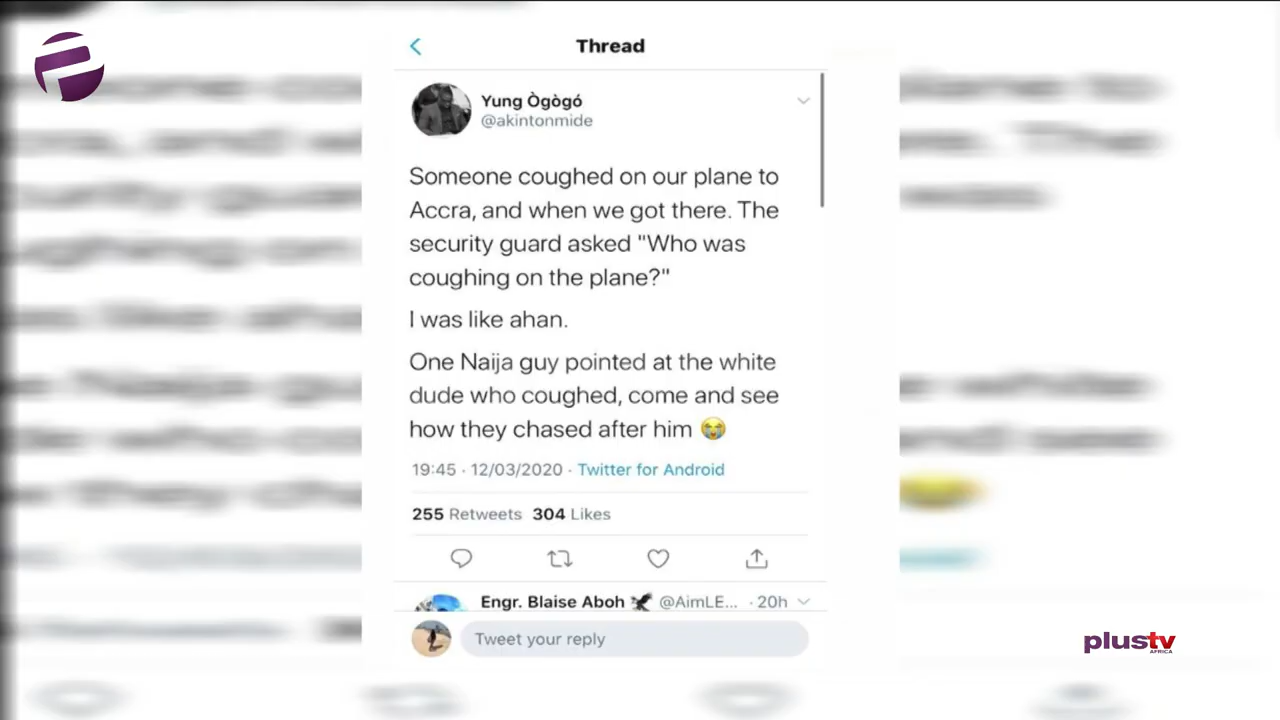 Thread
Yung Ògògó
@akintonmide
Someone coughed on our plane to
Accra, and when we got there. The
security guard asked "Who was
coughing on the plane?"
I was like ahan.
One Naija guy pointed at the white
dude who coughed, come and see
how they chased after him 😭
19:45 · 12/03/2020 · Twitter for Android
255 Retweets 304 Likes
Engr. Blaise Aboh @AimLE... · 20h
Tweet your reply
plustv
AFRICA